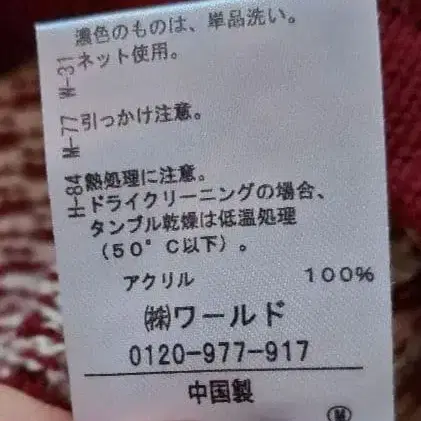 濃色のものは、単品洗い。
W-31 ネット使用。
W-77 引っかけ注意。
H-84 熱処理に注意。
ドライクリーニングの場合、
タンブル乾燥は低温処理
（５０°Ｃ以下）。
アクリル １００％
㈱ワールド
0120-977-917
中国製
Ⓜ